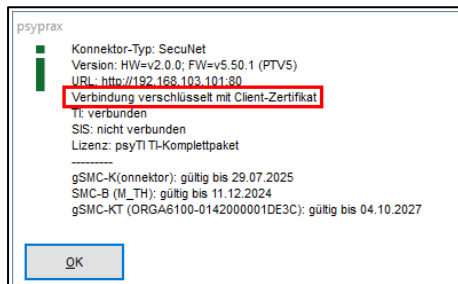 psyprax
Konnektor-Typ: SecuNet
Version: HW=v2.0.0; FW=v5.50.1 (PTV5)
URL: http://192.168.103.101:80
Verbindung verschlüsselt mit Client-Zertifikat
TI: verbunden
SIS: nicht verbunden
Lizenz: psyTI TI-Komplettpaket
---------
gSMC-K(onnektor): gültig bis 29.07.2025
SMC-B (M_TH): gültig bis 11.12.2024
gSMC-KT (ORGA6100-0142000001DE3C): gültig bis 04.10.2027
OK